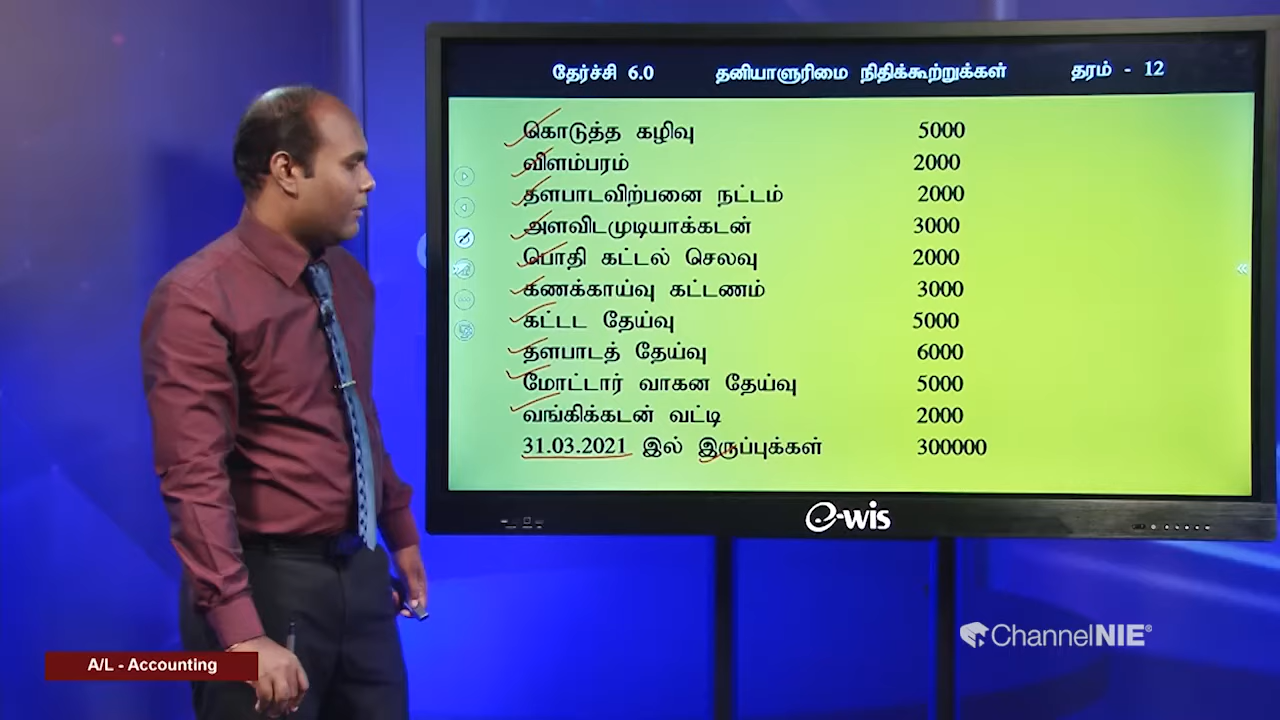 தேர்ச்சி 6.0 தனியாளுரிமை நிதிக்கூற்றுக்கள் தரம் - 12
கொடுத்த கழிவு 5000
விளம்பரம் 2000
தளபாடவிற்பனை நட்டம் 2000
அளவிடமுடியாக்கடன் 3000
பொதி கட்டல் செலவு 2000
கணக்காய்வு கட்டணம் 3000
கட்டட தேய்வு 5000
தளபாடத் தேய்வு 6000
மோட்டார் வாகன தேய்வு 5000
வங்கிக்கடன் வட்டி 2000
31.03.2021 இல் இருப்புக்கள் 300000
e-wis
ChannelNIE®
A/L - Accounting